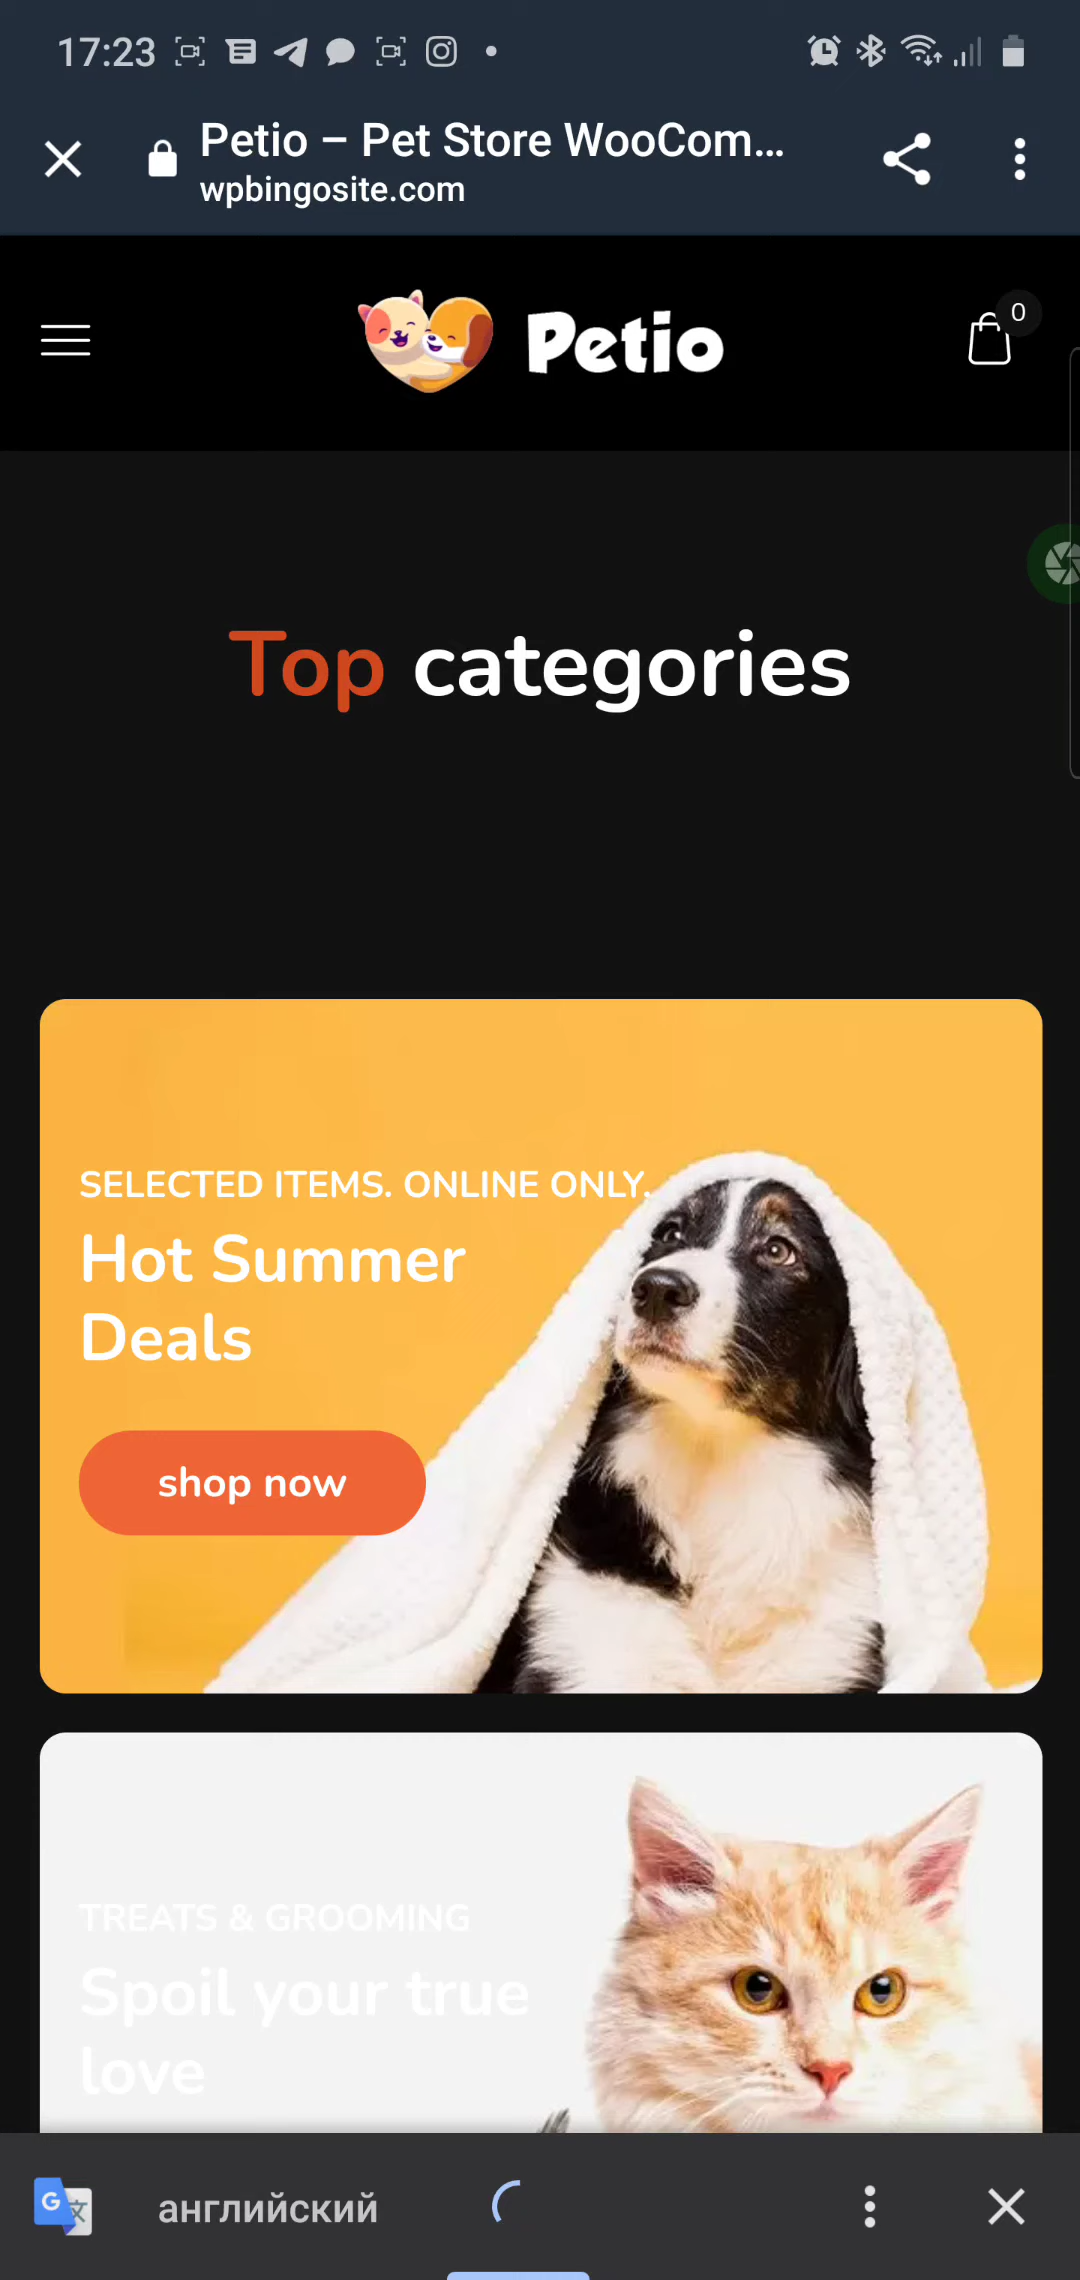 17:23
Petio – Pet Store WooCom...
wpbingosite.com
Petio
0
Top categories
SELECTED ITEMS. ONLINE ONLY.
Hot Summer
Deals
shop now
TREATS & GROOMING
Spoil your true
love
английский